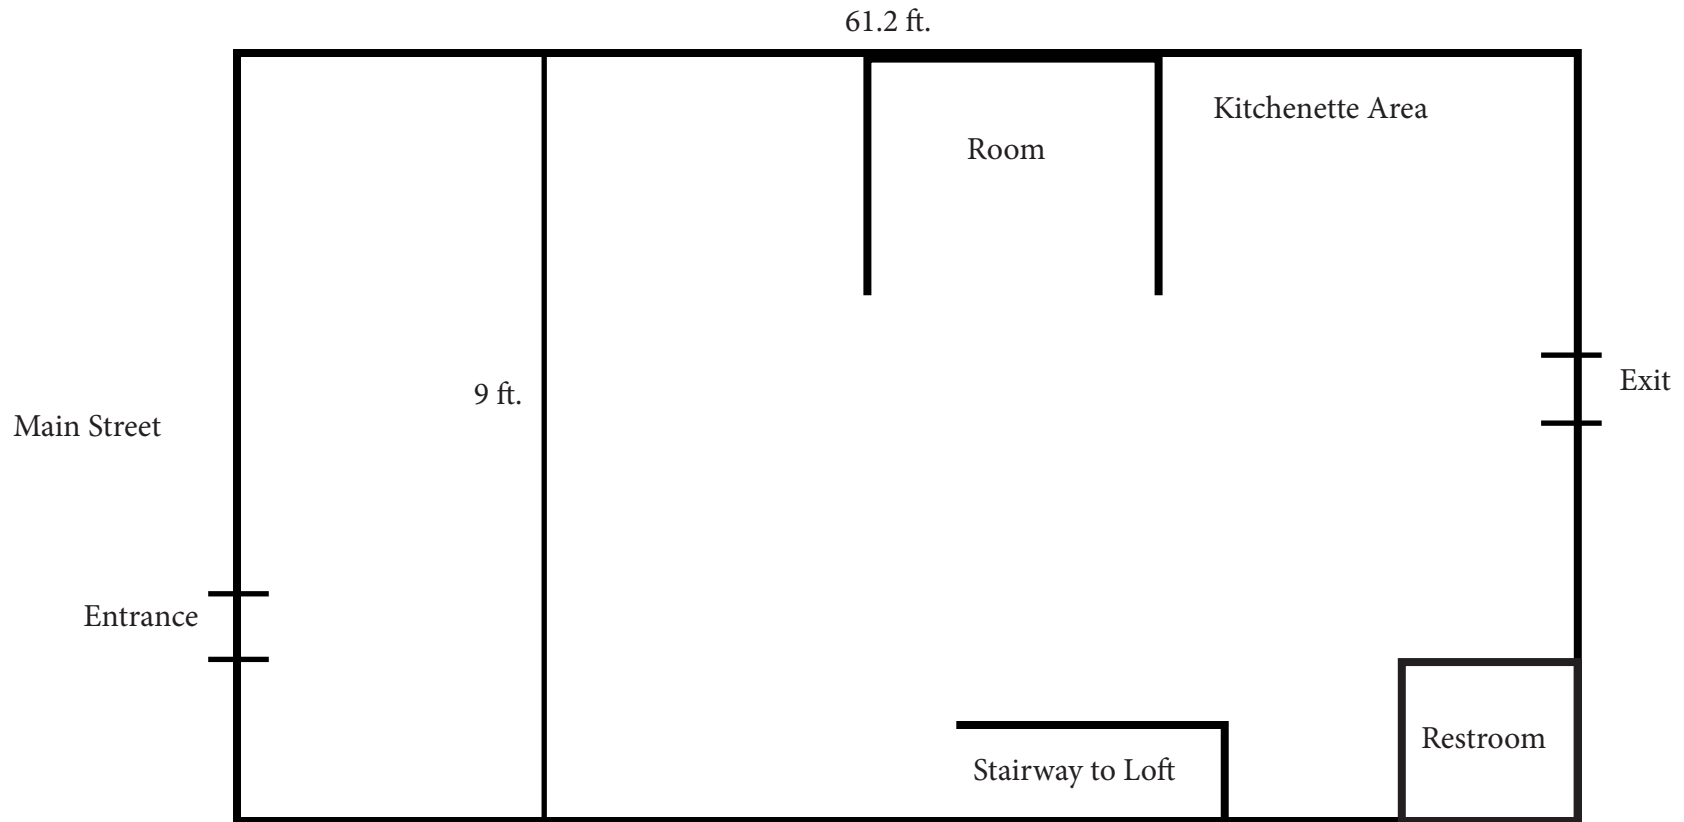 61.2 ft.
Kitchenette Area
Room
Exit
9 ft.
Main Street
Entrance
Restroom
Stairway to Loft